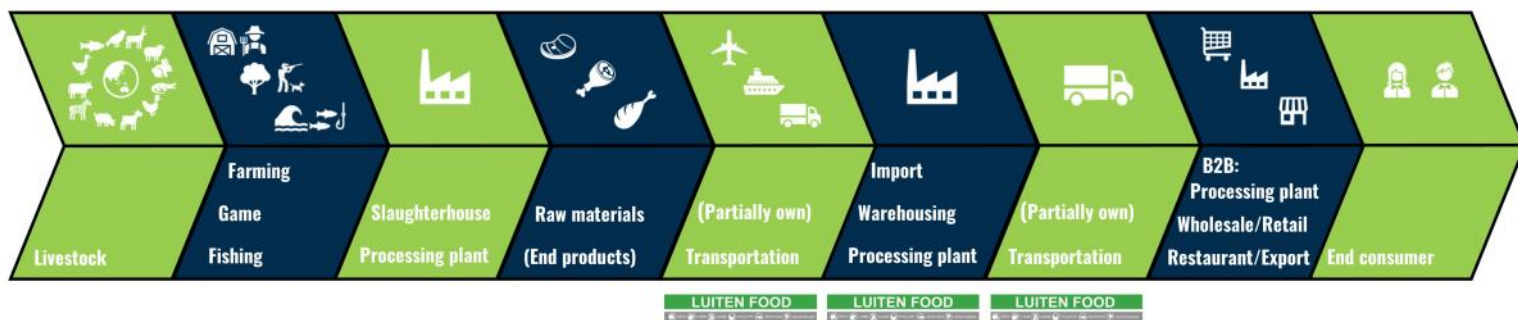 Livestock
Farming
Game
Fishing
Slaughterhouse
Processing plant
Raw materials
(End products)
(Partially own)
Transportation
Import
Warehousing
Processing plant
(Partially own)
Transportation
B2B:
Processing plant
Wholesale/Retail
Restaurant/Export
End consumer
LUITEN FOOD
LUITEN FOOD
LUITEN FOOD